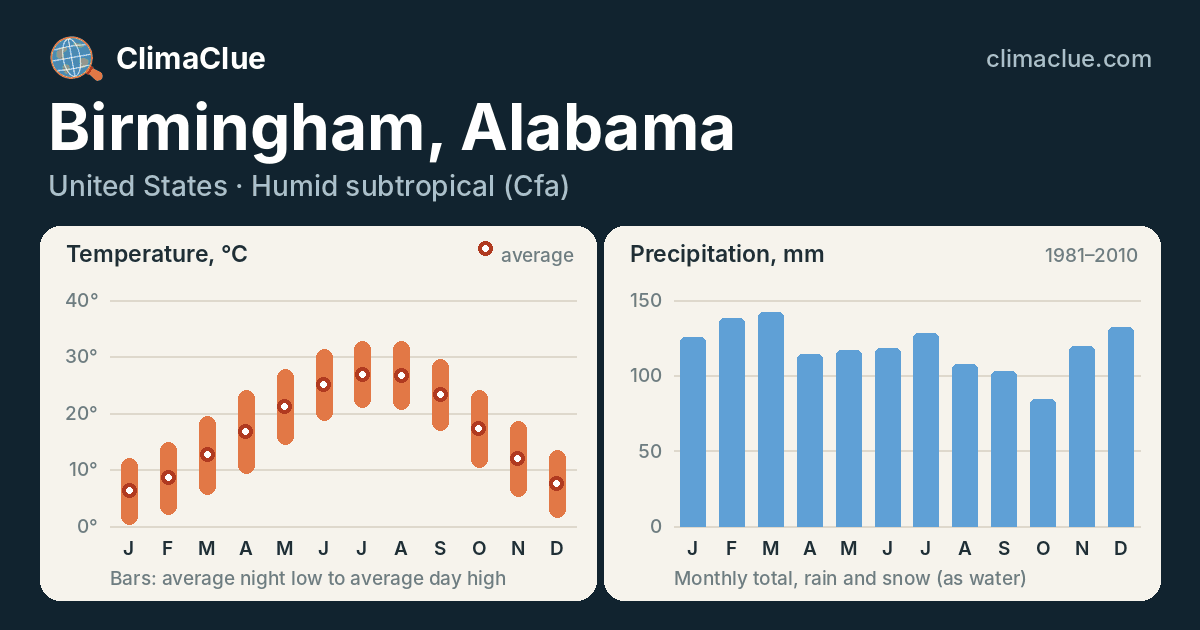 ClimaClue
climaclue.com
Birmingham, Alabama
United States · Humid subtropical (Cfa)
Temperature, °C
average
40°
30°
20°
10°
0°
J F M A M J J A S O N D
Bars: average night low to average day high
Precipitation, mm
1981–2010
150
100
50
0
J F M A M J J A S O N D
Monthly total, rain and snow (as water)